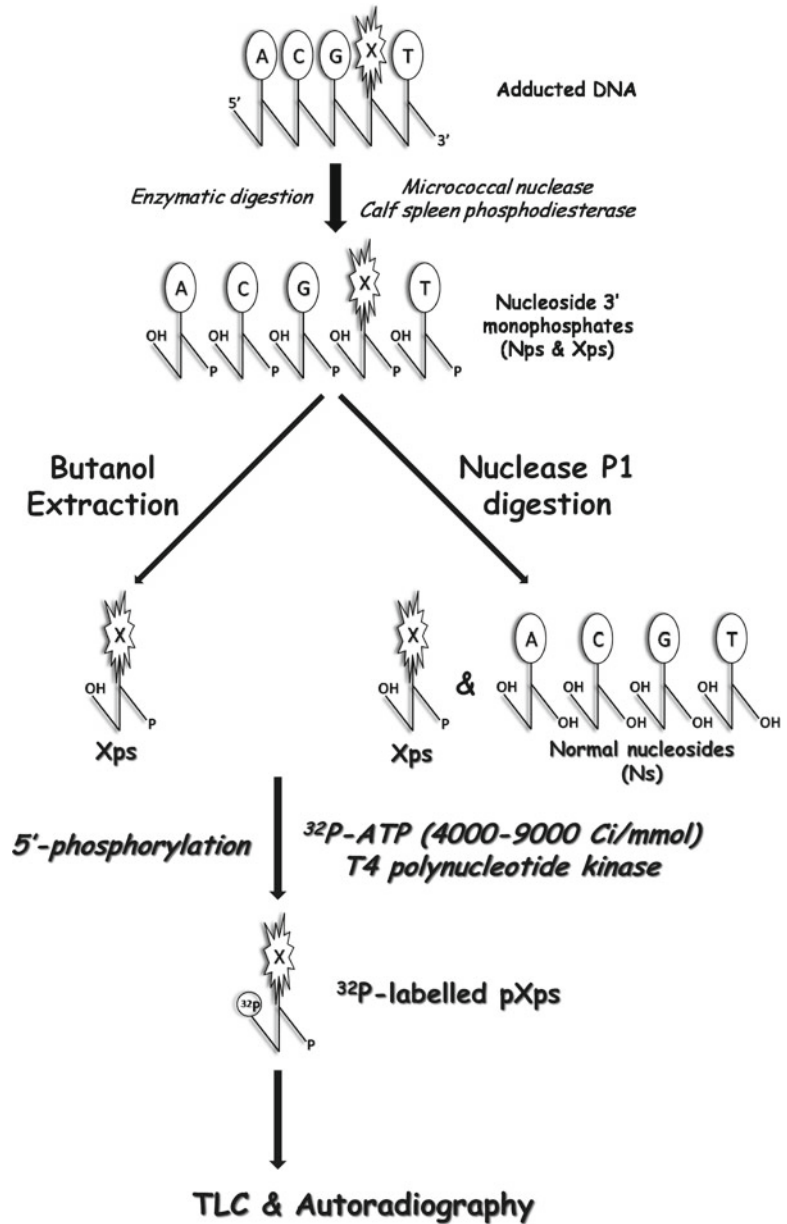 A C G X T
5'
3'
Adducted DNA
Enzymatic digestion
Micrococcal nuclease
Calf spleen phosphodiesterase
A C G X T
OH OH OH OH OH
P P P P P
Nucleoside 3'
monophosphates
(Nps & Xps)
Butanol
Extraction
Nuclease P1
digestion
X
OH
P
Xps
X
OH
P
Xps
&
A C G T
OH OH OH OH
OH OH OH OH
Normal nucleosides
(Ns)
5'-phosphorylation
³²P-ATP (4000-9000 Ci/mmol)
T4 polynucleotide kinase
X
³²P
P
³²P-labelled pXps
TLC & Autoradiography